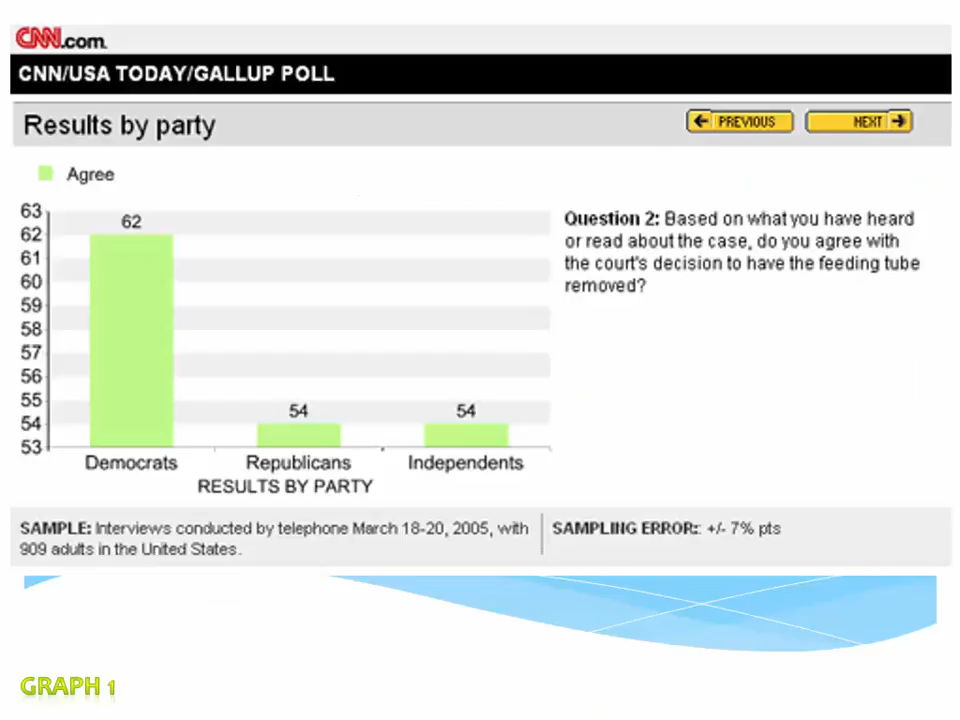 CNN.com.
CNN/USA TODAY/GALLUP POLL
Results by party
PREVIOUS
NEXT
Agree
63
62
61
60
59
58
57
56
55
54
53
62
54
54
Democrats
Republicans
Independents
RESULTS BY PARTY
Question 2: Based on what you have heard
or read about the case, do you agree with
the court's decision to have the feeding tube
removed?
SAMPLE: Interviews conducted by telephone March 18-20, 2005, with
909 adults in the United States.
SAMPLING ERROR:: +/- 7% pts
GRAPH 1